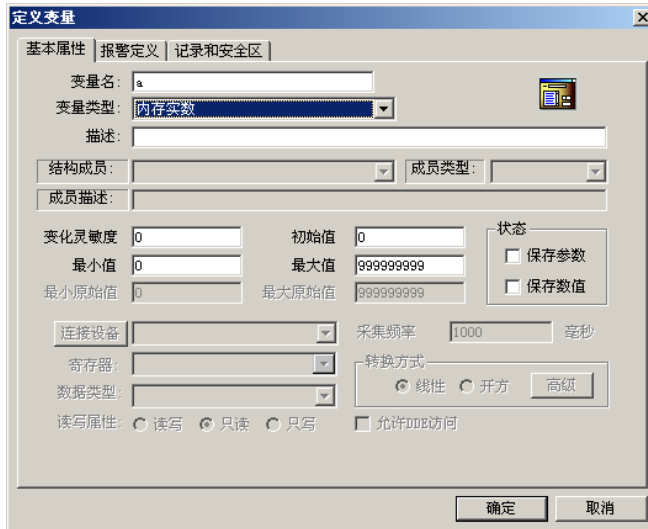 定义变量
基本属性 报警定义 记录和安全区
变量名: a
变量类型: 内存实数
描述:
结构成员: 成员类型:
成员描述:
变化灵敏度 0 初始值 0 状态
最小值 0 最大值 999999999 保存参数
最小原始值 0 最大原始值 999999999 保存数值
连接设备 采集频率 1000 毫秒
寄存器: 转换方式
数据类型: 线性 开方 高级
读写属性: 读写 只读 只写 允许DDE访问
确定 取消